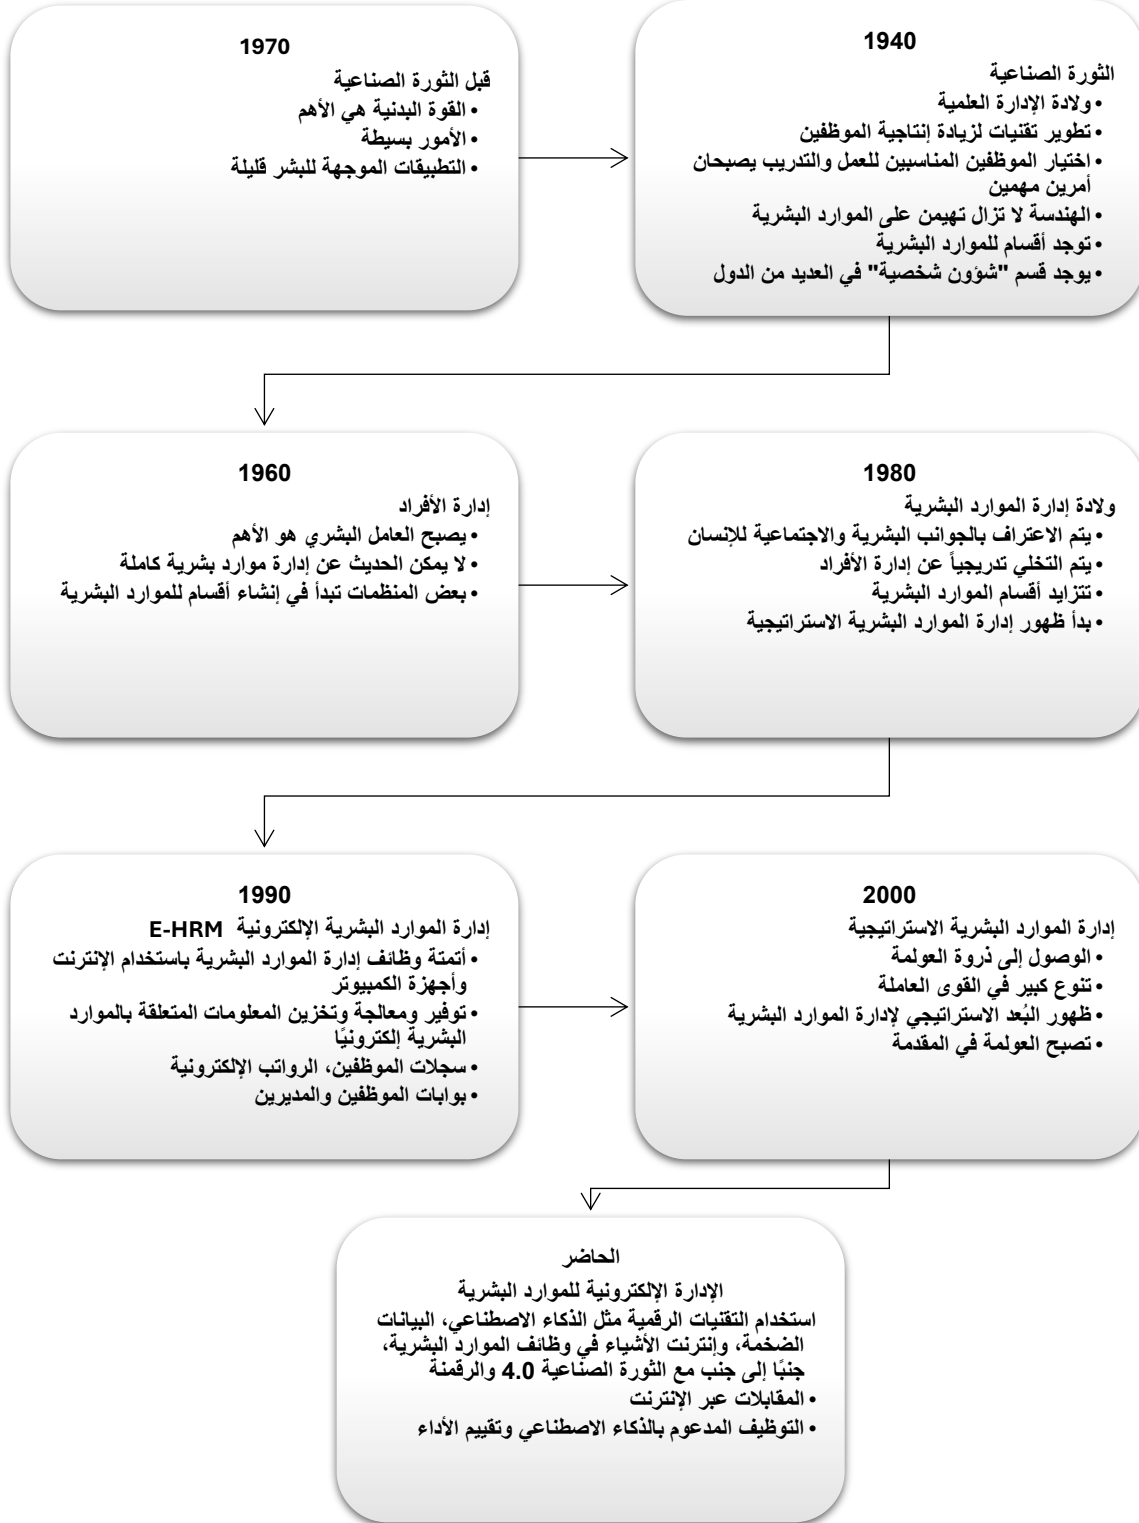 1970
قبل الثورة الصناعية
• القوة البدنية هي الأهم
• الأمور بسيطة
• التطبيقات الموجهة للبشر قليلة
1940
الثورة الصناعية
• ولادة الإدارة العلمية
• تطوير تقنيات لزيادة إنتاجية الموظفين
• اختيار الموظفين المناسبين للعمل والتدريب يصبحان
أمرين مهمين
• الهندسة لا تزال تهيمن على الموارد البشرية
• توجد أقسام للموارد البشرية
• يوجد قسم "شؤون شخصية" في العديد من الدول
1960
إدارة الأفراد
• يصبح العامل البشري هو الأهم
• لا يمكن الحديث عن إدارة موارد بشرية كاملة
• بعض المنظمات تبدأ في إنشاء أقسام للموارد البشرية
1980
ولادة إدارة الموارد البشرية
• يتم الاعتراف بالجوانب البشرية والاجتماعية للإنسان
• يتم التخلي تدريجياً عن إدارة الأفراد
• تتزايد أقسام الموارد البشرية
• بدأ ظهور إدارة الموارد البشرية الاستراتيجية
1990
إدارة الموارد البشرية الإلكترونية E-HRM
• أتمتة وظائف إدارة الموارد البشرية باستخدام الإنترنت
وأجهزة الكمبيوتر
• توفير ومعالجة وتخزين المعلومات المتعلقة بالموارد
البشرية إلكترونيًا
• سجلات الموظفين، الرواتب الإلكترونية
• بوابات الموظفين والمديرين
2000
إدارة الموارد البشرية الاستراتيجية
• الوصول إلى ذروة العولمة
• تنوع كبير في القوى العاملة
• ظهور البُعد الاستراتيجي لإدارة الموارد البشرية
• تصبح العولمة في المقدمة
الحاضر
الإدارة الإلكترونية للموارد البشرية
استخدام التقنيات الرقمية مثل الذكاء الاصطناعي، البيانات
الضخمة، وإنترنت الأشياء في وظائف الموارد البشرية،
جنبًا إلى جنب مع الثورة الصناعية 4.0 والرقمنة
• المقابلات عبر الإنترنت
• التوظيف المدعوم بالذكاء الاصطناعي وتقييم الأداء